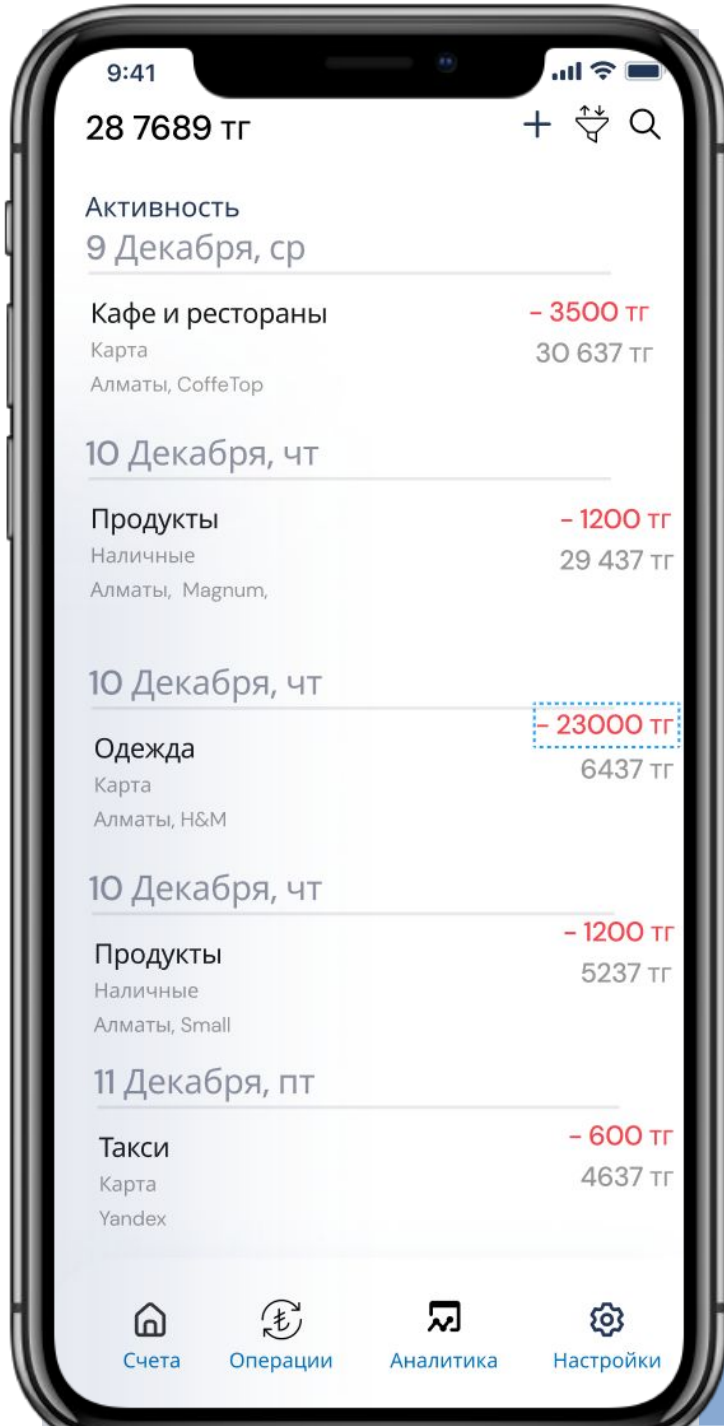 9:41
28 7689 тг
Активность
9 Декабря, ср
Кафе и рестораны - 3500 тг
Карта 30 637 тг
Алматы, CoffeTop
10 Декабря, чт
Продукты - 1200 тг
Наличные 29 437 тг
Алматы, Magnum,
10 Декабря, чт
- 23000 тг
Одежда
6437 тг
Карта
Алматы, H&M
10 Декабря, чт
- 1200 тг
Продукты
5237 тг
Наличные
Алматы, Small
11 Декабря, пт
Такси - 600 тг
Карта 4637 тг
Yandex
Счета Операции Аналитика Настройки